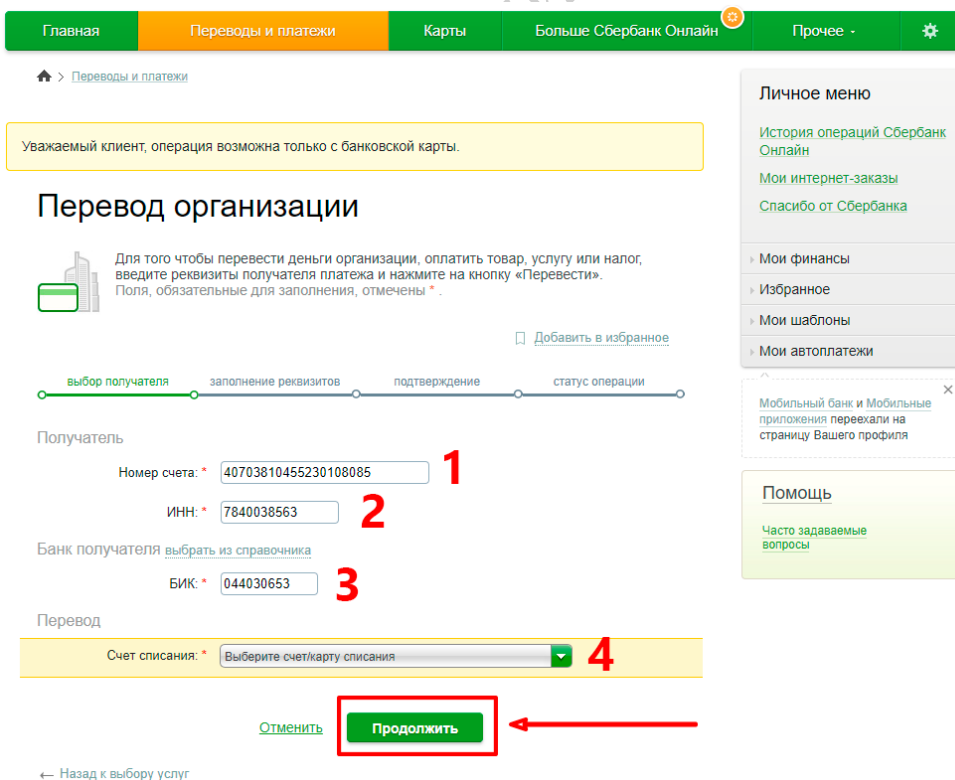 Главная Переводы и платежи Карты Больше Сбербанк Онлайн Прочее
> Переводы и платежи
Уважаемый клиент, операция возможна только с банковской карты.
Перевод организации
Для того чтобы перевести деньги организации, оплатить товар, услугу или налог,
введите реквизиты получателя платежа и нажмите на кнопку «Перевести».
Поля, обязательные для заполнения, отмечены * .
Добавить в избранное
выбор получателя заполнение реквизитов подтверждение статус операции
Получатель
Номер счета: * 40703810455230108085 1
ИНН: * 7840038563 2
Банк получателя выбрать из справочника
БИК: * 044030653 3
Перевод
Счет списания: * Выберите счет/карту списания 4
Отменить Продолжить
← Назад к выбору услуг
Личное меню
История операций Сбербанк
Онлайн
Мои интернет-заказы
Спасибо от Сбербанка
Мои финансы
Избранное
Мои шаблоны
Мои автоплатежи
Мобильный банк и Мобильные
приложения переехали на
страницу Вашего профиля
Помощь
Часто задаваемые
вопросы